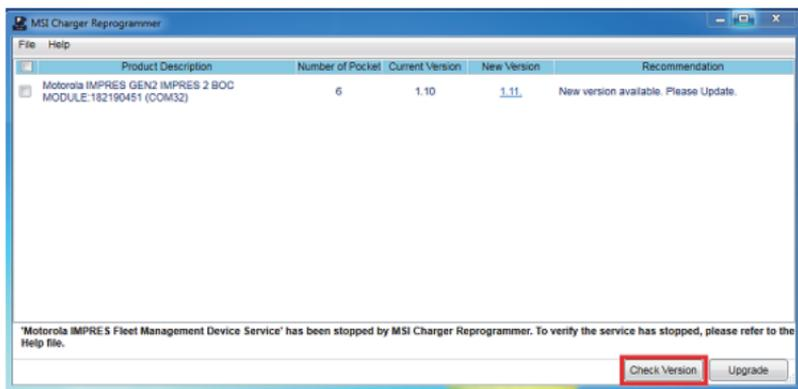 MSI Charger Reprogrammer
File Help
Product Description Number of Pocket Current Version New Version Recommendation
Motorola IMPRES GEN2 IMPRES 2 BOC
MODULE:182190451 (COM32) 6 1.10 1.11. New version available. Please Update.
'Motorola IMPRES Fleet Management Device Service' has been stopped by MSI Charger Reprogrammer. To verify the service has stopped, please refer to the
Help file.
Check Version Upgrade